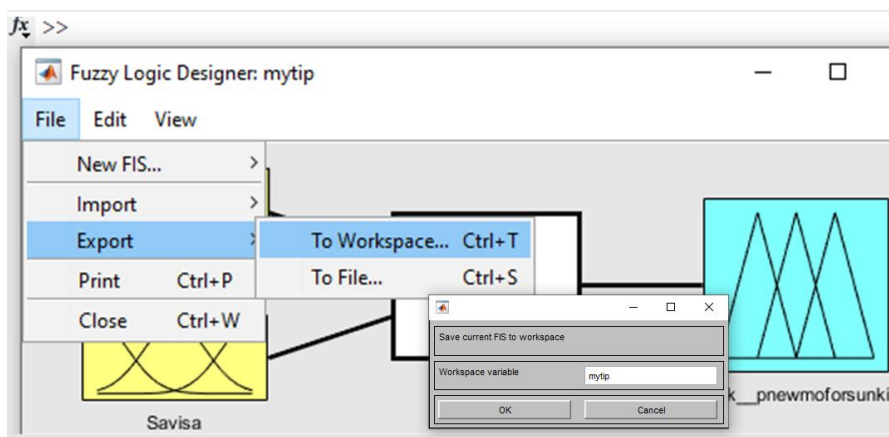 fx >>
Fuzzy Logic Designer: mytip
File Edit View
New FIS... >
Import >
Export >
To Workspace... Ctrl+T
To File... Ctrl+S
Print Ctrl+P
Close Ctrl+W
Save current FIS to workspace
Workspace variable mytip
OK Cancel
k__pnewmoforsunki
Savisa